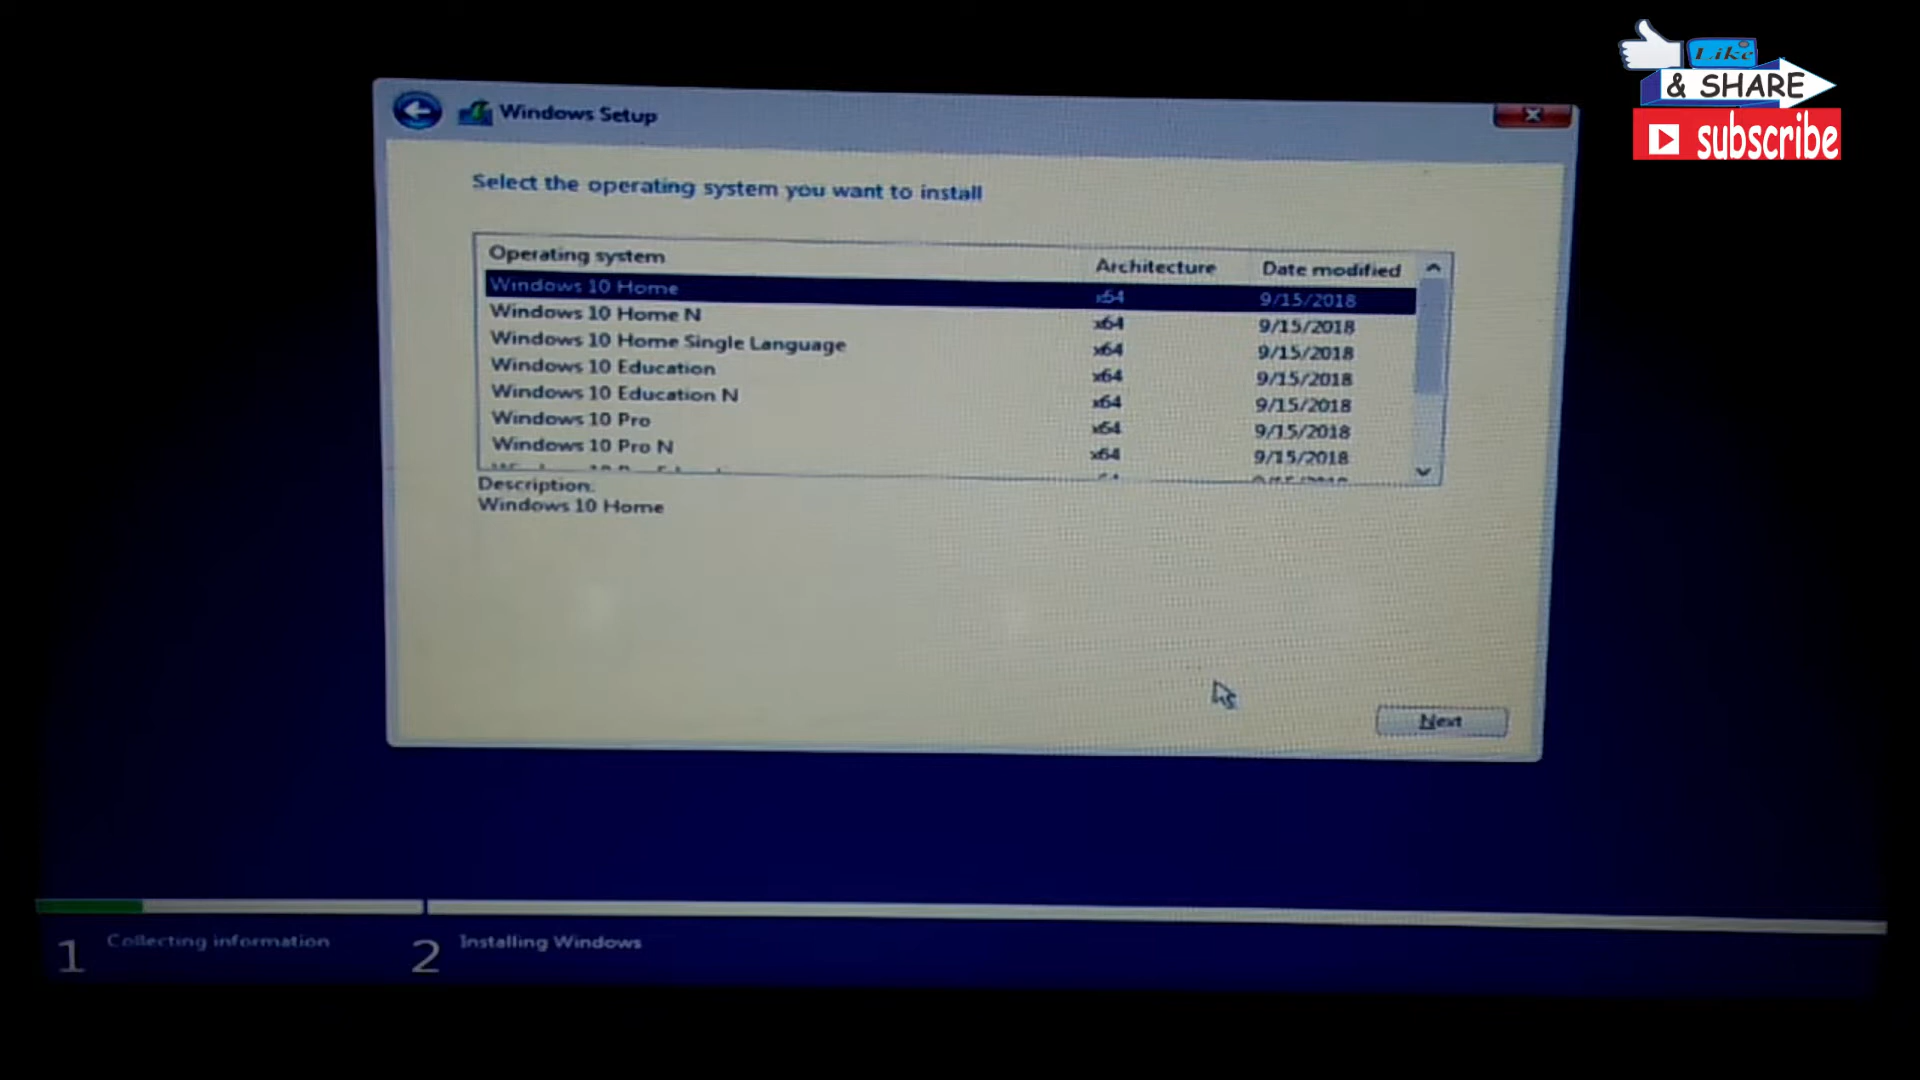 Like
& SHARE
subscribe
Windows Setup
Select the operating system you want to install
Operating system Architecture Date modified
Windows 10 Home x64 9/15/2018
Windows 10 Home N x64 9/15/2018
Windows 10 Home Single Language x64 9/15/2018
Windows 10 Education x64 9/15/2018
Windows 10 Education N x64 9/15/2018
Windows 10 Pro x64 9/15/2018
Windows 10 Pro N x64 9/15/2018
Description:
Windows 10 Home
Next
1 Collecting information 2 Installing Windows